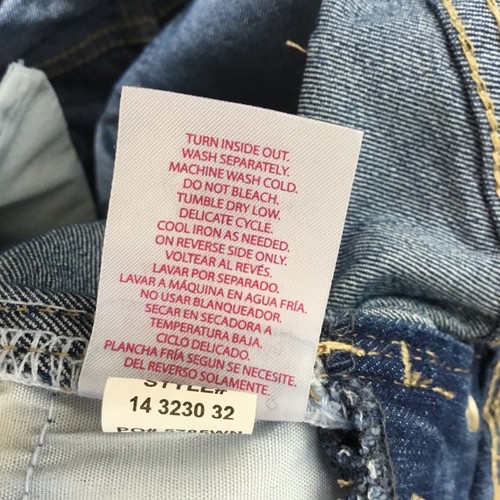 TURN INSIDE OUT.
WASH SEPARATELY.
MACHINE WASH COLD.
DO NOT BLEACH.
TUMBLE DRY LOW.
DELICATE CYCLE.
COOL IRON AS NEEDED.
ON REVERSE SIDE ONLY.
VOLTEAR AL REVÉS.
LAVAR POR SEPARADO.
LAVAR A MÁQUINA EN AGUA FRÍA.
NO USAR BLANQUEADOR.
SECAR EN SECADORA A
TEMPERATURA BAJA.
CICLO DELICADO.
PLANCHA FRÍA SEGUN SE NECESITE.
DEL REVERSO SOLAMENTE.
STYLE#
14 3230 32
PO#